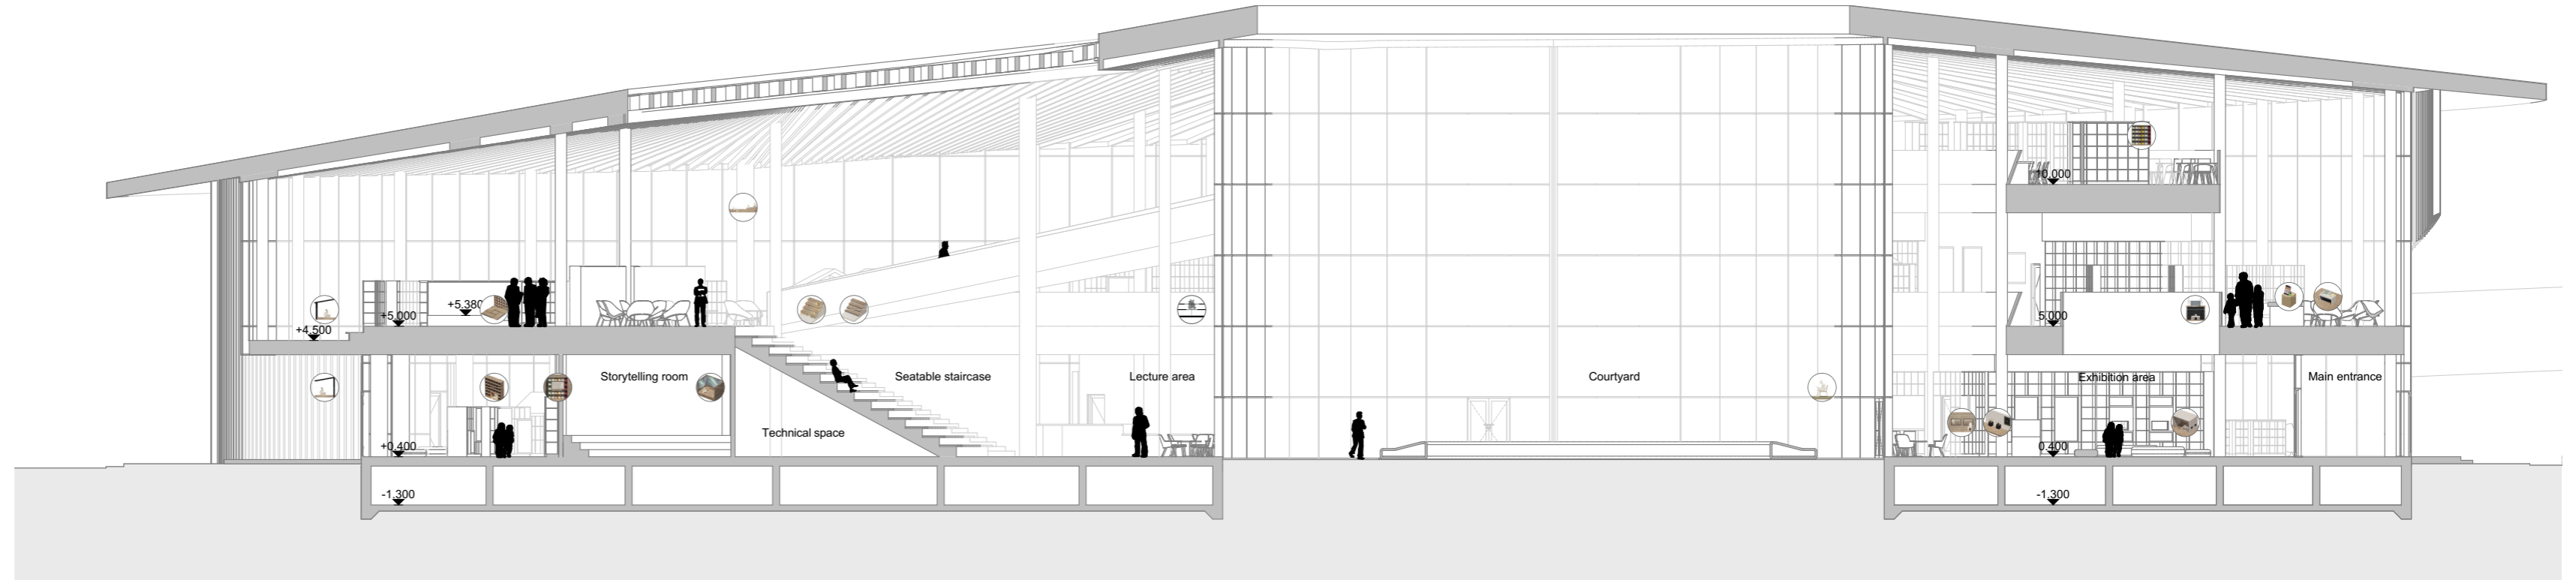 10.000
+5.380
+5.000
5.000
+4.500
Storytelling room
Seatable staircase
Lecture area
Courtyard
Exhibition area
Main entrance
Technical space
+0.400
0.400
-1.300
-1.300